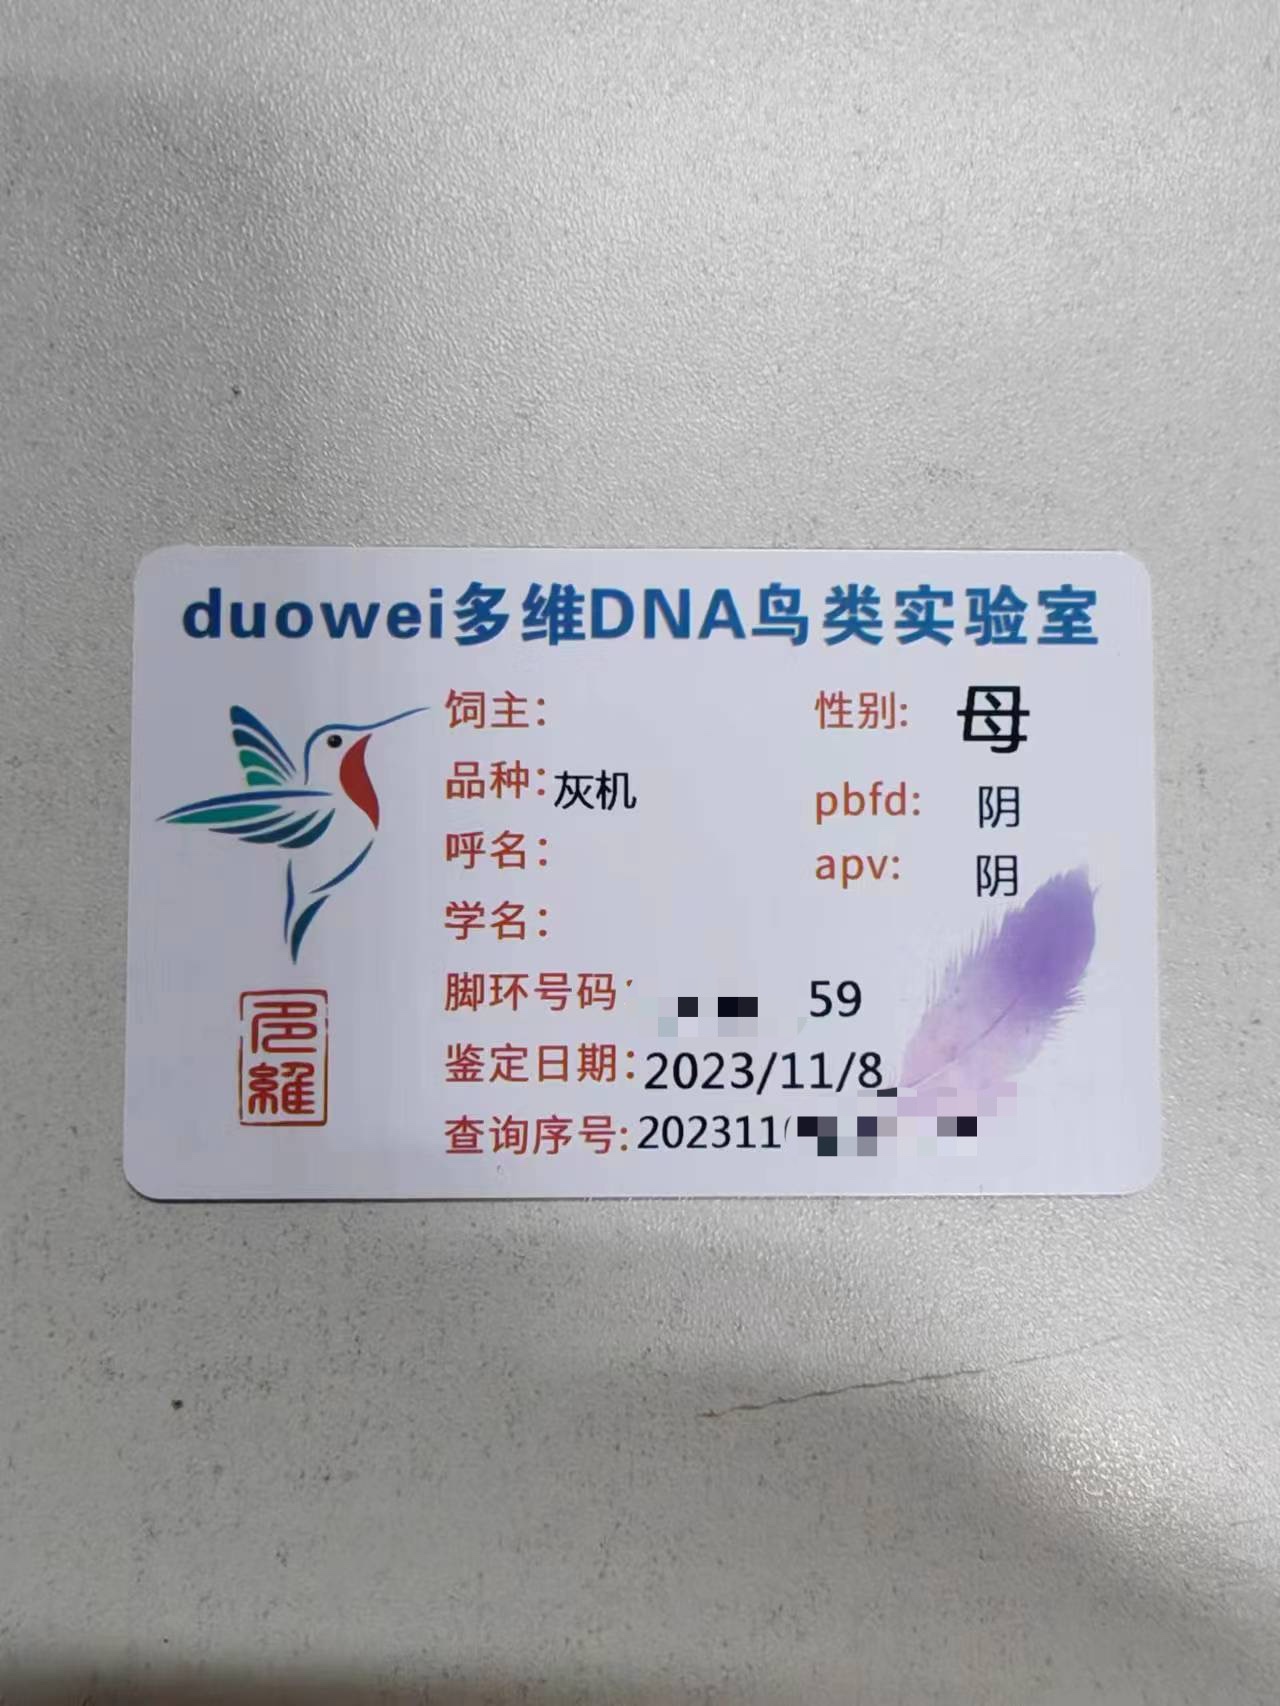 duowei多维DNA鸟类实验室
饲主：
性别: 母
品种：灰机
pbfd: 阴
呼名：
apv: 阴
学名：
脚环号码： 59
鉴定日期：2023/11/8
查询序号:202311
多維